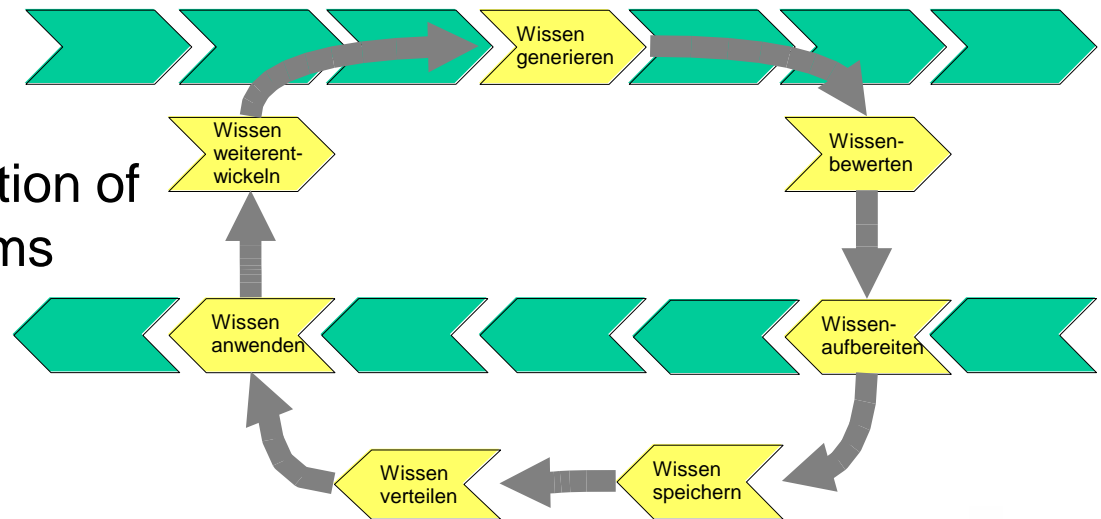 Wissen
generieren
Wissen
weiterent-
wickeln
Wissen-
bewerten
tion of
ms
Wissen
anwenden
Wissen-
aufbereiten
Wissen
verteilen
Wissen
speichern